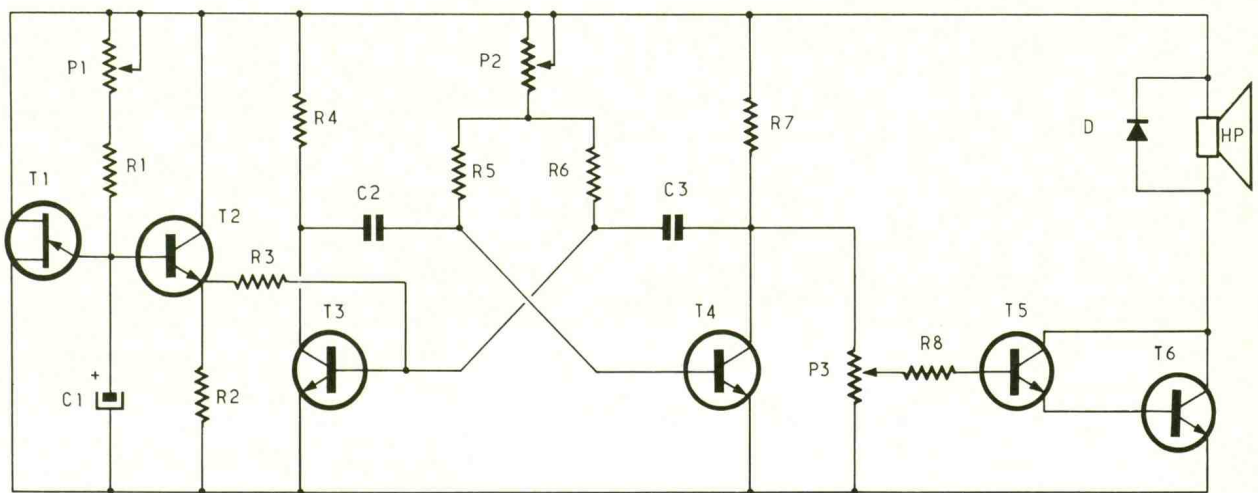 P1
P2
R4
R7
D
HP
R1
R5
R6
T1
C2
C3
T2
R3
T3
T4
T5
R8
T6
P3
+
C1
R2